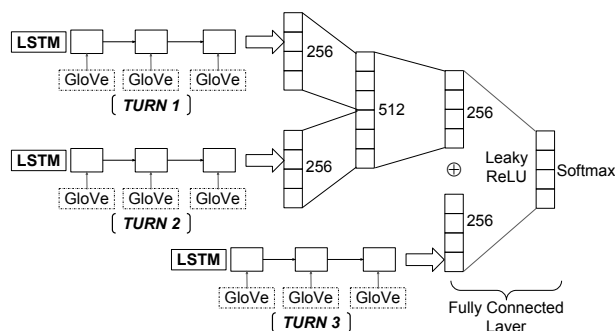 LSTM
GloVe GloVe GloVe
TURN 1
256
LSTM
GloVe GloVe GloVe
TURN 2
256
512
256
⊕
Leaky
ReLU
Softmax
LSTM
GloVe GloVe GloVe
TURN 3
256
Fully Connected
Layer